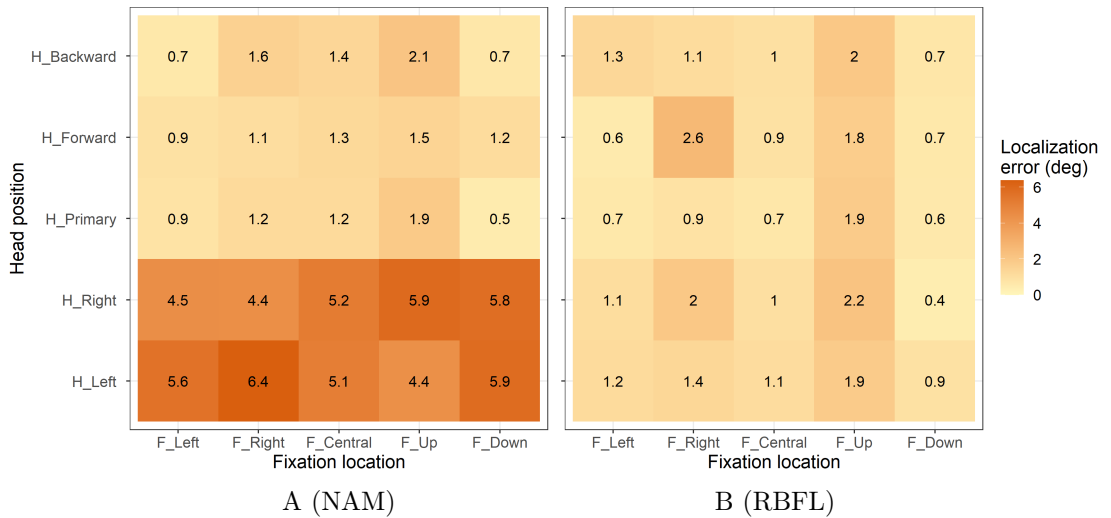 H_Backward 0.7 1.6 1.4 2.1 0.7 1.3 1.1 1 2 0.7
H_Forward 0.9 1.1 1.3 1.5 1.2 0.6 2.6 0.9 1.8 0.7
H_Primary 0.9 1.2 1.2 1.9 0.5 0.7 0.9 0.7 1.9 0.6
H_Right 4.5 4.4 5.2 5.9 5.8 1.1 2 1 2.2 0.4
H_Left 5.6 6.4 5.1 4.4 5.9 1.2 1.4 1.1 1.9 0.9
Head position
F_Left F_Right F_Central F_Up F_Down F_Left F_Right F_Central F_Up F_Down
Fixation location Fixation location
A (NAM) B (RBFL)
Localization
error (deg)
6
4
2
0